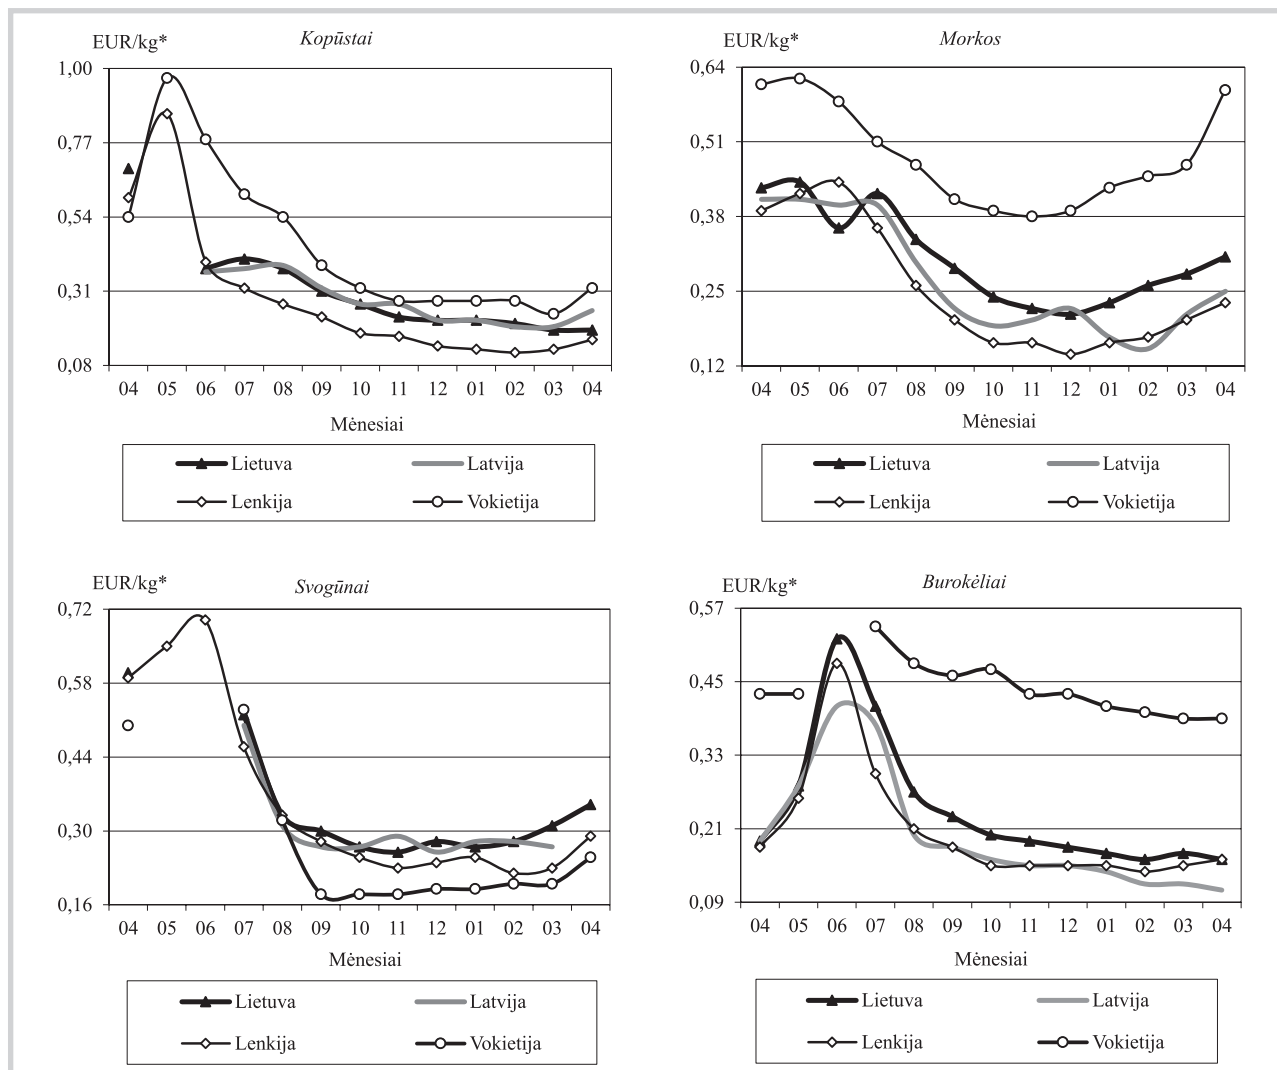 Kopūstai
EUR/kg*
1,00
0,77
0,54
0,31
0,08
04 05 06 07 08 09 10 11 12 01 02 03 04
Mėnesiai
Lietuva Latvija
Lenkija Vokietija
Morkos
EUR/kg*
0,64
0,51
0,38
0,25
0,12
04 05 06 07 08 09 10 11 12 01 02 03 04
Mėnesiai
Lietuva Latvija
Lenkija Vokietija
Svogūnai
EUR/kg*
0,72
0,58
0,44
0,30
0,16
04 05 06 07 08 09 10 11 12 01 02 03 04
Mėnesiai
Lietuva Latvija
Lenkija Vokietija
Burokėliai
EUR/kg*
0,57
0,45
0,33
0,21
0,09
04 05 06 07 08 09 10 11 12 01 02 03 04
Mėnesiai
Lietuva Latvija
Lenkija Vokietija